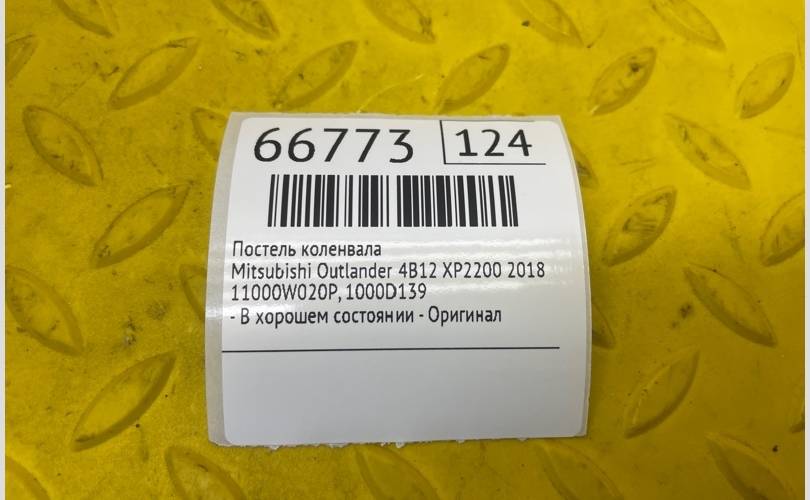 66773 124
Постель коленвала
Mitsubishi Outlander 4B12 XP2200 2018
11000W020P, 1000D139
- В хорошем состоянии - Оригинал